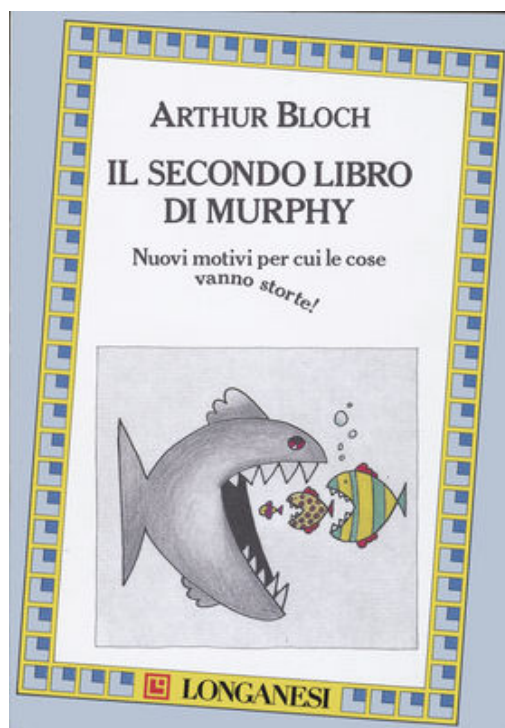 ARTHUR BLOCH
IL SECONDO LIBRO
DI MURPHY
Nuovi motivi per cui le cose
vanno storte!
LONGANESI